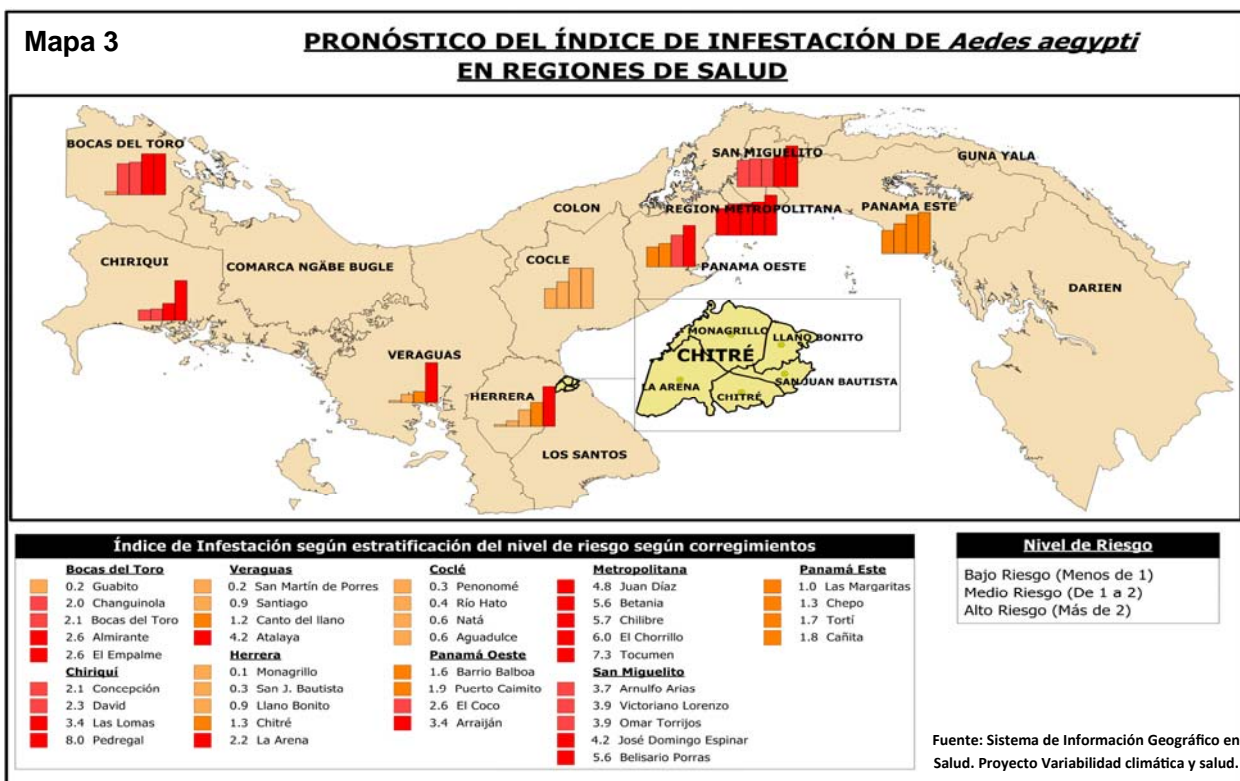 Mapa 3
PRONÓSTICO DEL ÍNDICE DE INFESTACIÓN DE Aedes aegypti
EN REGIONES DE SALUD
BOCAS DEL TORO
SAN MIGUELITO
GUNA YALA
COLON
REGION METROPOLITANA
PANAMA ESTE
CHIRIQUI
COMARCA NGÄBE BUGLE
COCLE
PANAMA OESTE
DARIEN
VERAGUAS
HERRERA
LOS SANTOS
MONAGRILLO
LLANO BONITO
CHITRÉ
LA ARENA
SAN JUAN BAUTISTA
CHITRÉ
Índice de Infestación según estratificación del nivel de riesgo según corregimientos
Bocas del Toro
0.2 Guabito
2.0 Changuinola
2.1 Bocas del Toro
2.6 Almirante
2.6 El Empalme
Chiriquí
2.1 Concepción
2.3 David
3.4 Las Lomas
8.0 Pedregal
Veraguas
0.2 San Martín de Porres
0.9 Santiago
1.2 Canto del llano
4.2 Atalaya
Herrera
0.1 Monagrillo
0.3 San J. Bautista
0.9 Llano Bonito
1.3 Chitré
2.2 La Arena
Coclé
0.3 Penonomé
0.4 Río Hato
0.6 Natá
0.6 Aguadulce
Panamá Oeste
1.6 Barrio Balboa
1.9 Puerto Caimito
2.6 El Coco
3.4 Arraiján
Metropolitana
4.8 Juan Díaz
5.6 Betania
5.7 Chilibre
6.0 El Chorrillo
7.3 Tocumen
San Miguelito
3.7 Arnulfo Arias
3.9 Victoriano Lorenzo
3.9 Omar Torrijos
4.2 José Domingo Espinar
5.6 Belisario Porras
Panamá Este
1.0 Las Margaritas
1.3 Chepo
1.7 Tortí
1.8 Cañita
Nivel de Riesgo
Bajo Riesgo (Menos de 1)
Medio Riesgo (De 1 a 2)
Alto Riesgo (Más de 2)
Fuente: Sistema de Información Geográfico en
Salud. Proyecto Variabilidad climática y salud.